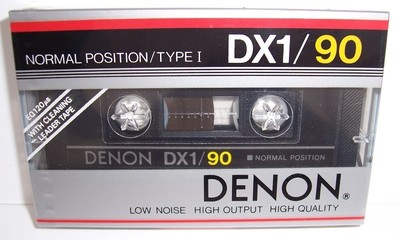 NORMAL POSITION/TYPE I DX1/90
EQ120µs
WITH CLEANING
LEADER TAPE
DENON DX1/90 ■ NORMAL POSITION
DENON®
LOW NOISE HIGH OUTPUT HIGH QUALITY